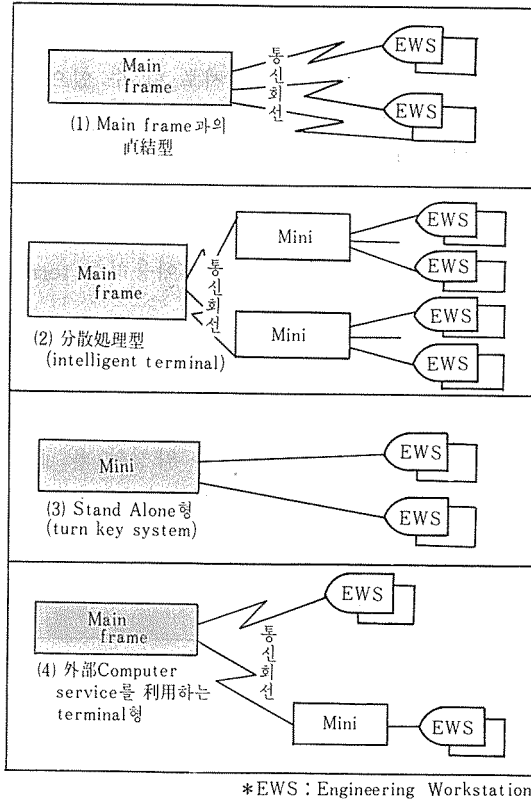 Main
frame
통신회선
EWS
EWS
(1) Main frame과의
直結型
Main
frame
통신회선
Mini
Mini
EWS
EWS
EWS
EWS
(2) 分散処理型
(intelligent terminal)
Mini
EWS
EWS
(3) Stand Alone형
(turn key system)
Main
frame
통신회선
EWS
Mini
EWS
(4) 外部Computer
service를 利用하는
terminal형
*EWS : Engineering Workstation